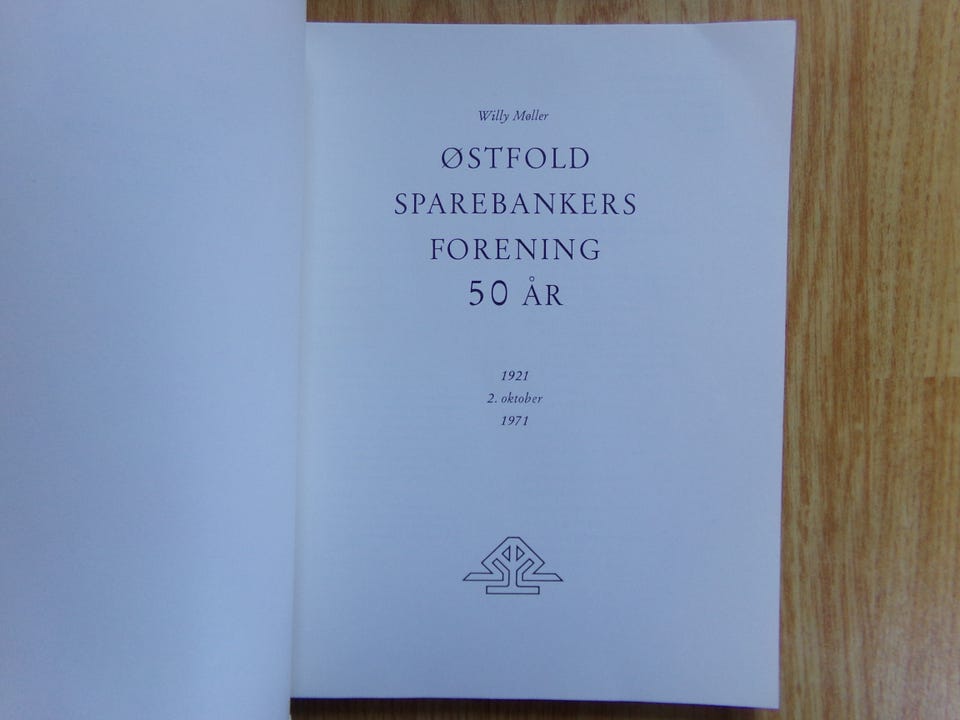 Willy Møller
ØSTFOLD
SPAREBANKERS
FORENING
50 ÅR
1921
2. oktober
1971